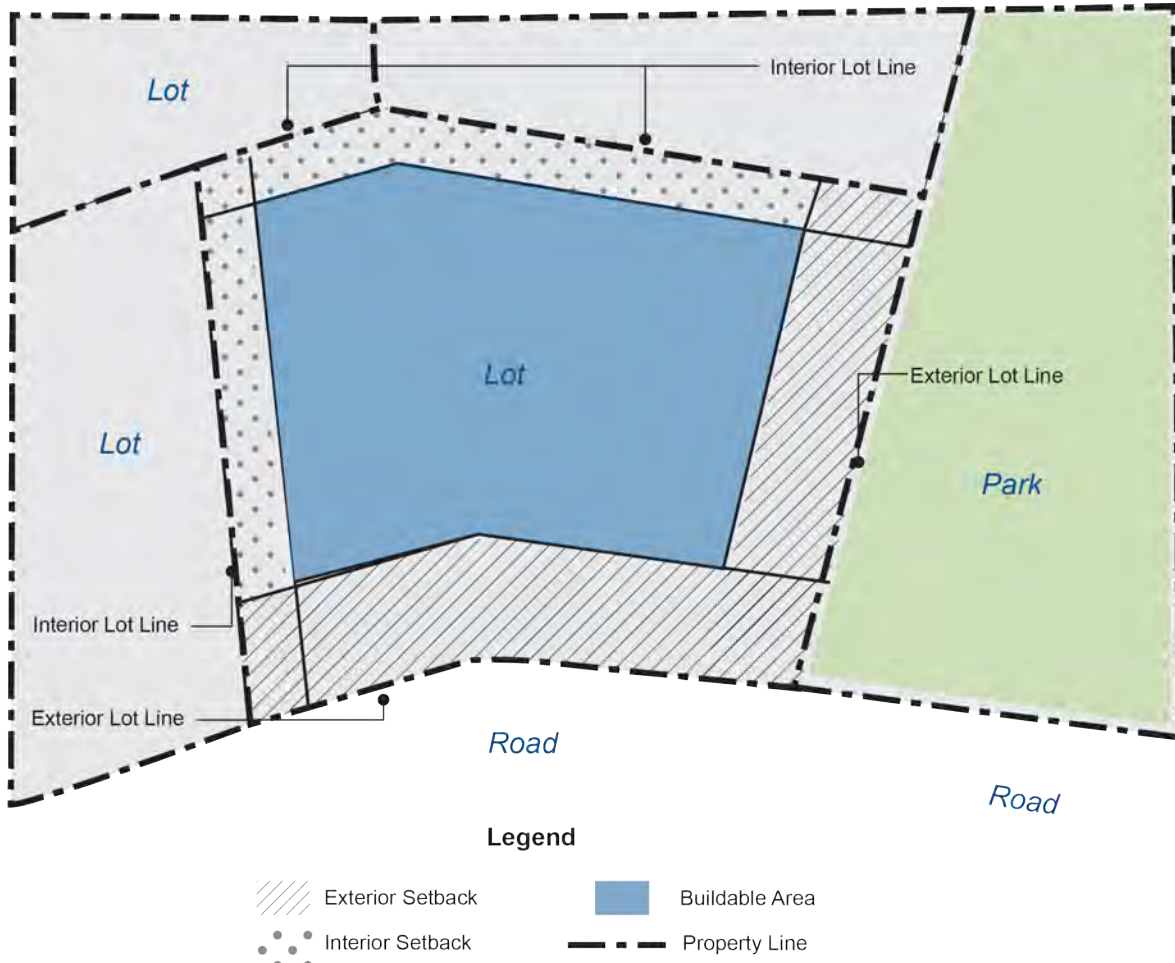 Interior Lot Line
Lot
Lot
Exterior Lot Line
Lot
Park
Interior Lot Line
Exterior Lot Line
Road
Road
Legend
Exterior Setback
Buildable Area
Interior Setback
Property Line